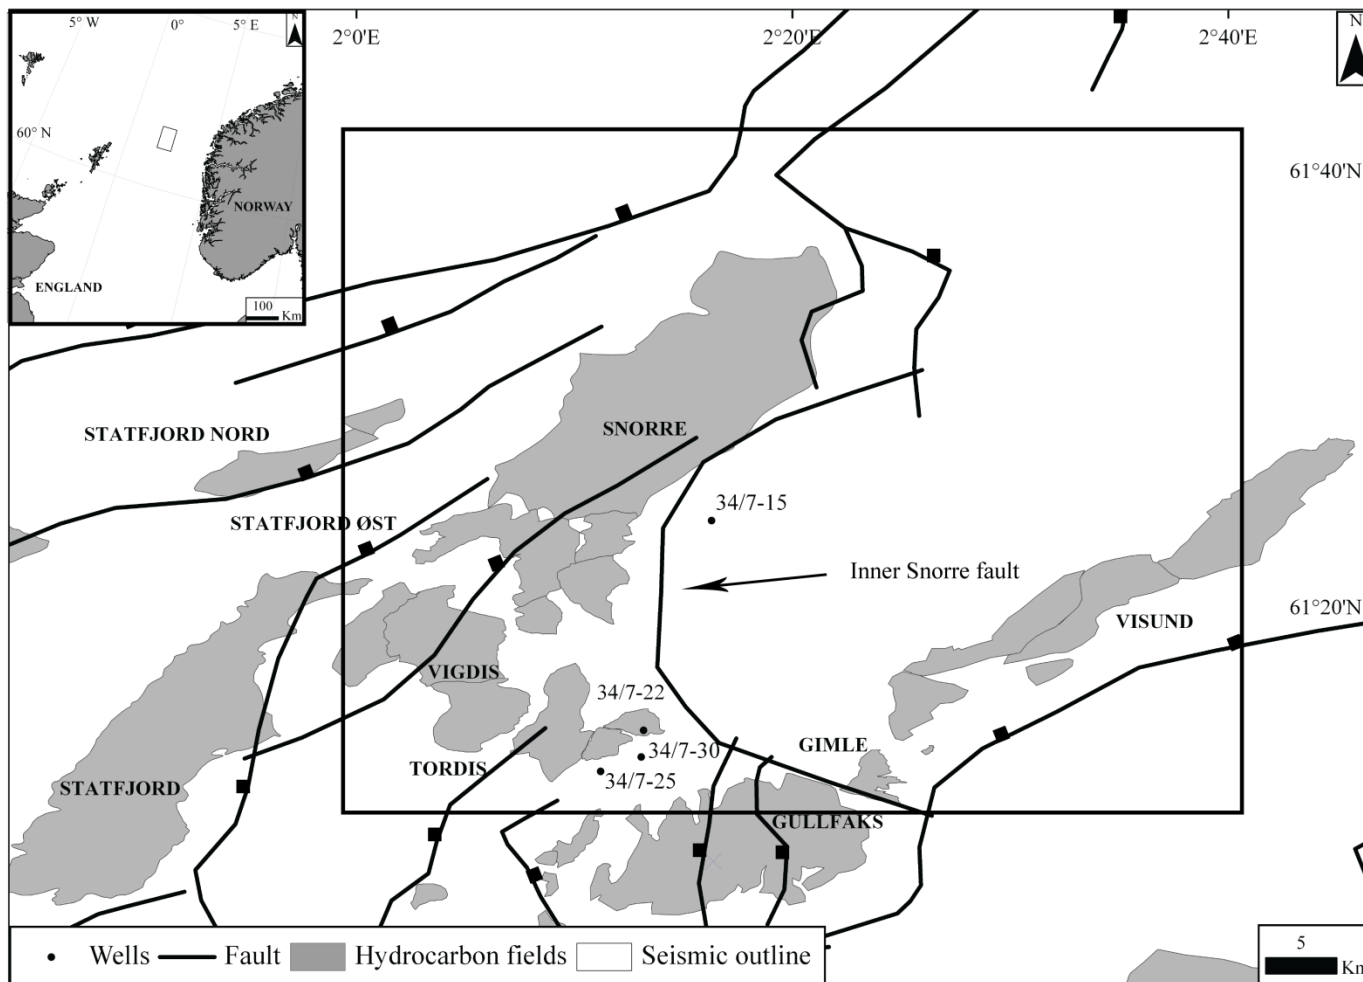 5° W
0°
5° E
N
60° N
NORWAY
ENGLAND
100
Km
2°0'E
2°20'E
2°40'E
N
61°40'N
STATFJORD NORD
SNORRE
34/7-15
STATFJORD ØST
Inner Snorre fault
61°20'N
VISUND
VIGDIS
34/7-22
GIMLE
34/7-30
TORDIS
34/7-25
STATFJORD
GULLFAKS
Wells
Fault
Hydrocarbon fields
Seismic outline
5
Km